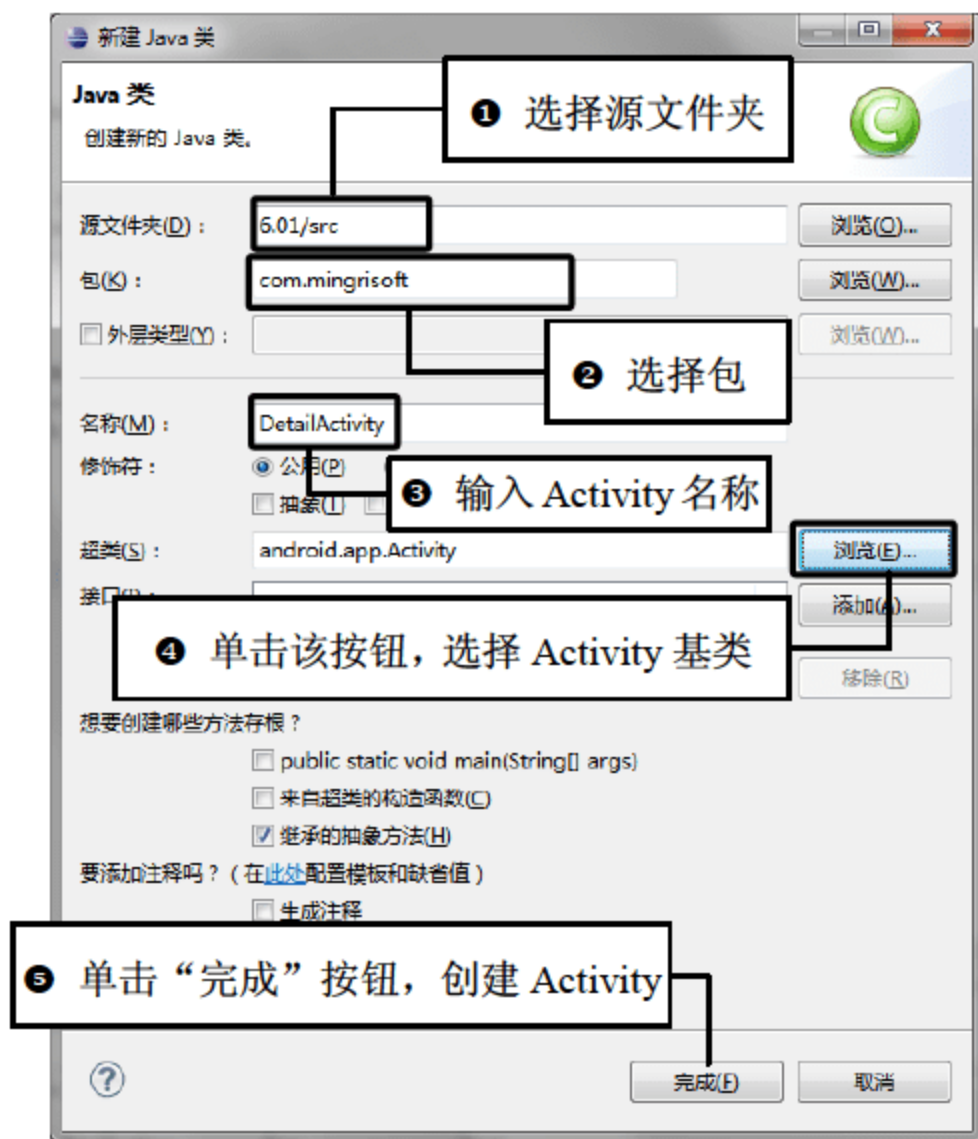 新建 Java 类
Java 类
创建新的 Java 类。
❶ 选择源文件夹
源文件夹(D)： 6.01/src 浏览(O)...
包(K)： com.mingrisoft 浏览(W)...
外层类型(Y)： 浏览(W)...
❷ 选择包
名称(M)： DetailActivity
修饰符： 公用(P)
❸ 输入 Activity 名称
抽象(T)
超类(S)： android.app.Activity 浏览(E)...
接口(I)： 添加(A)...
❹ 单击该按钮，选择 Activity 基类
移除(R)
想要创建哪些方法存根？
public static void main(String[] args)
来自超类的构造函数(C)
继承的抽象方法(H)
要添加注释吗？（在此处配置模板和缺省值）
生成注释
❺ 单击“完成”按钮，创建 Activity
完成(F) 取消